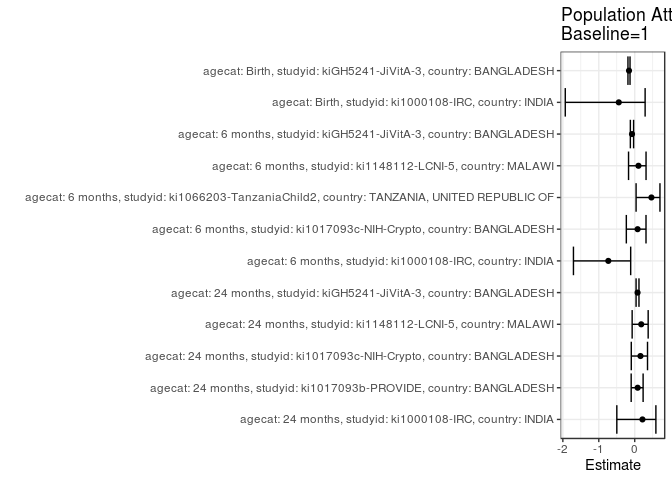 Population Att
Baseline=1
agecat: Birth, studyid: kiGH5241-JiVitA-3, country: BANGLADESH
agecat: Birth, studyid: ki1000108-IRC, country: INDIA
agecat: 6 months, studyid: kiGH5241-JiVitA-3, country: BANGLADESH
agecat: 6 months, studyid: ki1148112-LCNI-5, country: MALAWI
agecat: 6 months, studyid: ki1066203-TanzaniaChild2, country: TANZANIA, UNITED REPUBLIC OF
agecat: 6 months, studyid: ki1017093c-NIH-Crypto, country: BANGLADESH
agecat: 6 months, studyid: ki1000108-IRC, country: INDIA
agecat: 24 months, studyid: kiGH5241-JiVitA-3, country: BANGLADESH
agecat: 24 months, studyid: ki1148112-LCNI-5, country: MALAWI
agecat: 24 months, studyid: ki1017093c-NIH-Crypto, country: BANGLADESH
agecat: 24 months, studyid: ki1017093b-PROVIDE, country: BANGLADESH
agecat: 24 months, studyid: ki1000108-IRC, country: INDIA
-2 -1 0
Estimate